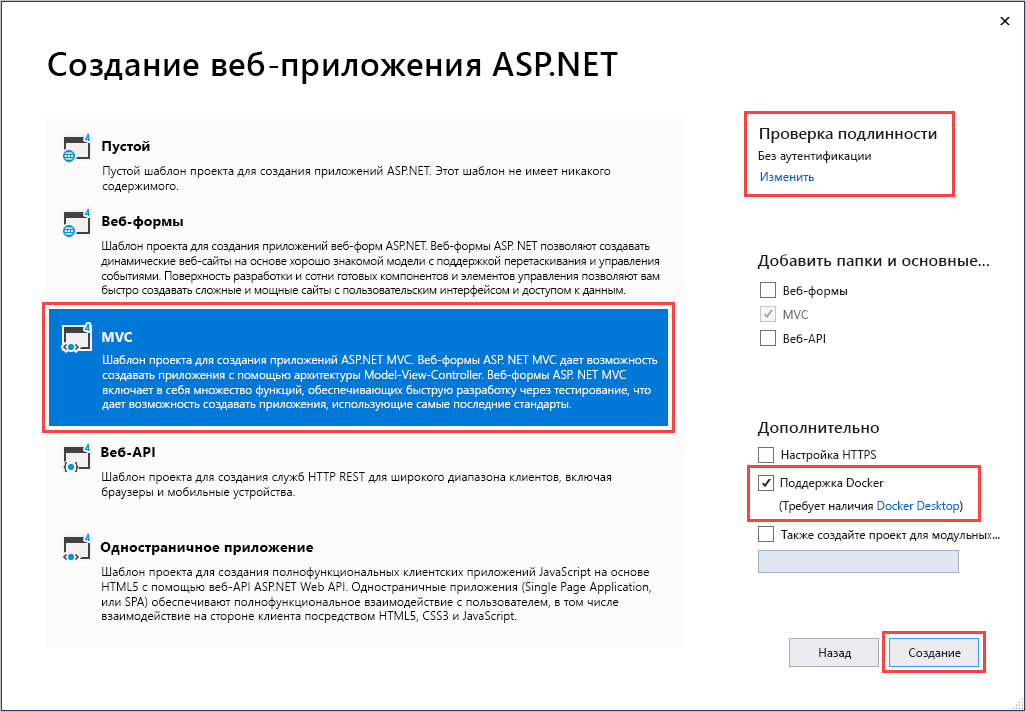 Создание веб-приложения ASP.NET
Пустой
Пустой шаблон проекта для создания приложений ASP.NET. Этот шаблон не имеет никакого
содержимого.
Веб-формы
Шаблон проекта для создания приложений веб-форм ASP.NET. Веб-формы ASP. NET позволяют создавать
динамические веб-сайты на основе хорошо знакомой модели с поддержкой перетаскивания и управления
событиями. Поверхность разработки и сотни готовых компонентов и элементов управления позволяют вам
быстро создавать сложные и мощные сайты с пользовательским интерфейсом и доступом к данным.
MVC
Шаблон проекта для создания приложений ASP.NET MVC. Веб-формы ASP. NET MVC дает возможность
создавать приложения с помощью архитектуры Model-View-Controller. Веб-формы ASP. NET MVC
включает в себя множество функций, обеспечивающих быструю разработку через тестирование, что
дает возможность создавать приложения, использующие самые последние стандарты.
Веб-API
Шаблон проекта для создания служб HTTP REST для широкого диапазона клиентов, включая
браузеры и мобильные устройства.
Одностраничное приложение
Шаблон проекта для создания полнофункциональных клиентских приложений JavaScript на основе
HTML5 с помощью веб-API ASP.NET Web API. Одностраничные приложения (Single Page Application,
или SPA) обеспечивают полнофункциональное взаимодействие с пользователем, в том числе
взаимодействие на стороне клиента посредством HTML5, CSS3 и JavaScript.
Проверка подлинности
Без аутентификации
Изменить
Добавить папки и основные...
Веб-формы
MVC
Веб-API
Дополнительно
Настройка HTTPS
Поддержка Docker
(Требует наличия Docker Desktop)
Также создайте проект для модульных...
Назад
Создание